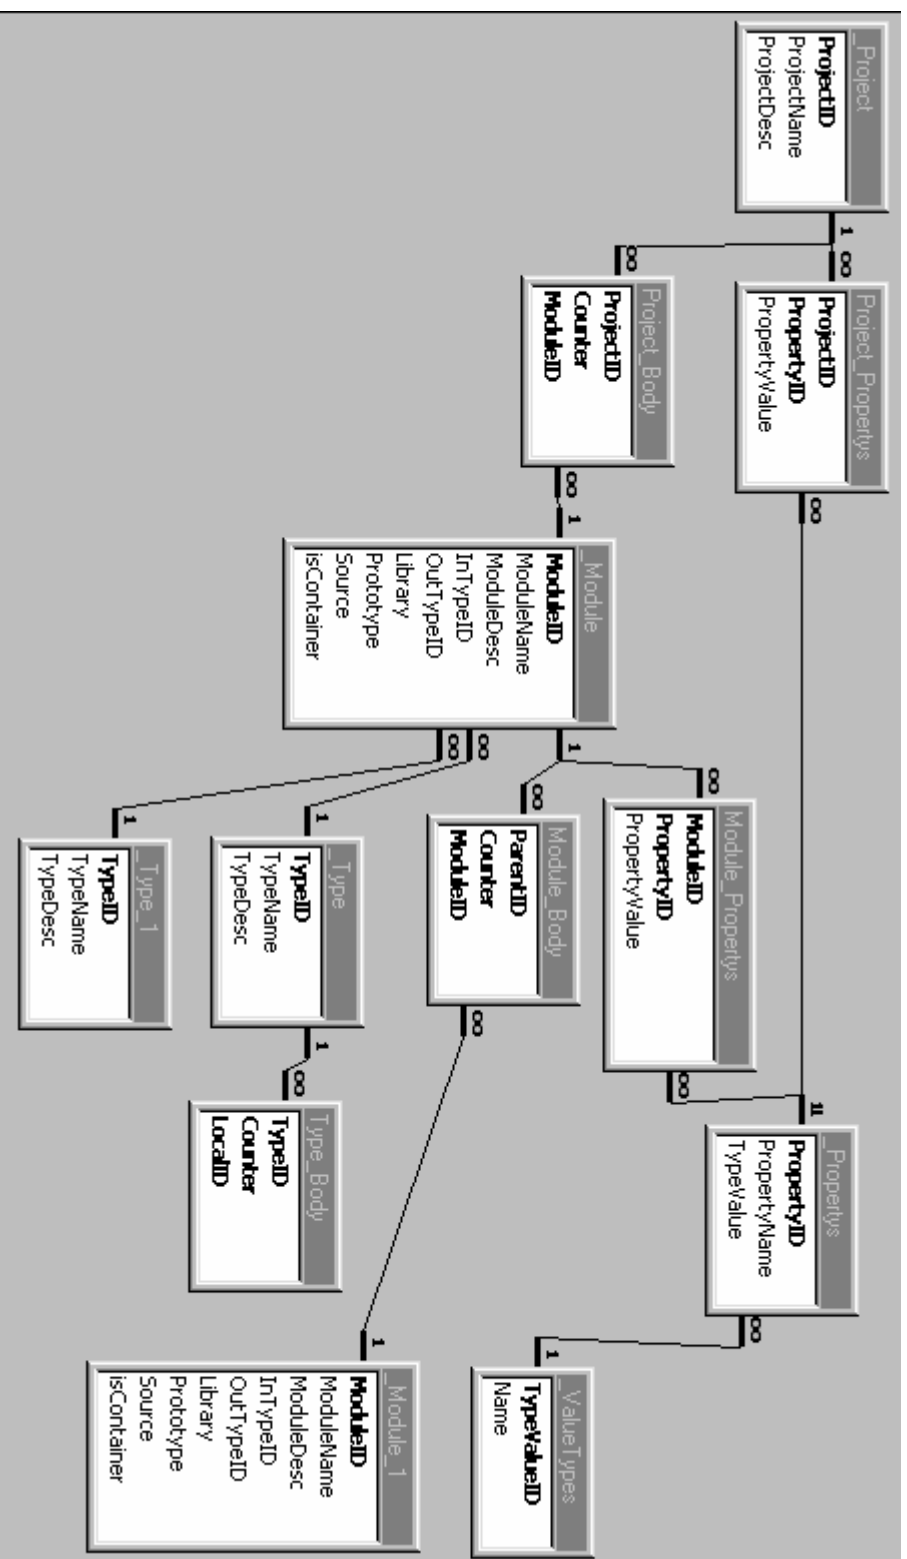 _Project
ProjectID
ProjectName
ProjectDesc
1
∞
∞
Project_Propertys
ProjectID
PropertyID
PropertyValue
∞
Project_Body
ProjectID
Counter
ModuleID
∞
1
_Module
ModuleID
ModuleName
ModuleDesc
InTypeID
OutTypeID
Library
Prototype
Source
isContainer
1
∞
∞
∞
Module_Propertys
ModuleID
PropertyID
PropertyValue
∞
∞
Module_Body
ParentID
Counter
ModuleID
∞
1
_Type
TypeID
TypeName
TypeDesc
1
1
_Type_1
TypeID
TypeName
TypeDesc
∞
Type_Body
TypeID
Counter
LocalID
11
_Propertys
PropertyID
PropertyName
TypeValue
∞
1
_ValueTypes
TypeValueID
Name
1
_Module_1
ModuleID
ModuleName
ModuleDesc
InTypeID
OutTypeID
Library
Prototype
Source
isContainer